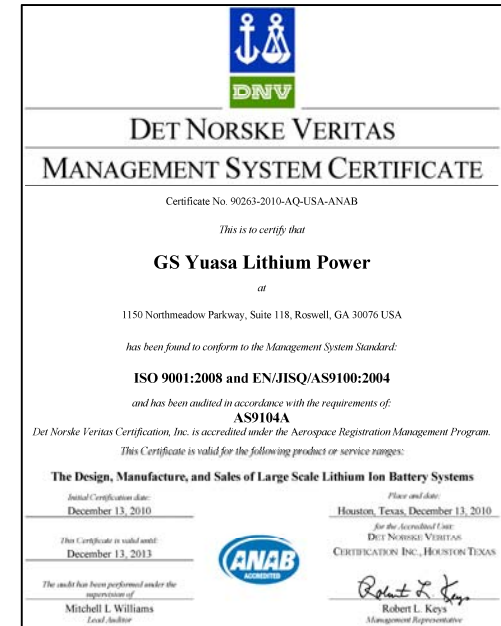 DNV
DET NORSKE VERITAS
MANAGEMENT SYSTEM CERTIFICATE
Certificate No. 90263-2010-AQ-USA-ANAB
This is to certify that
GS Yuasa Lithium Power
at
1150 Northmeadow Parkway, Suite 118, Roswell, GA 30076 USA
has been found to conform to the Management System Standard:
ISO 9001:2008 and EN/JISQ/AS9100:2004
and has been audited in accordance with the requirements of:
AS9104A
Det Norske Veritas Certification, Inc. is accredited under the Aerospace Registration Management Program.
This Certificate is valid for the following product or service ranges:
The Design, Manufacture, and Sales of Large Scale Lithium Ion Battery Systems
Initial Certification date:
December 13, 2010
This Certificate is valid until:
December 13, 2013
The audit has been performed under the
supervision of
Mitchell L Williams
Lead Auditor
ANAB
ACCREDITED
Place and date:
Houston, Texas, December 13, 2010
for the Accredited Unit:
DET NORSKE VERITAS
CERTIFICATION INC., HOUSTON TEXAS
Robert L. Keys
Robert L. Keys
Management Representative